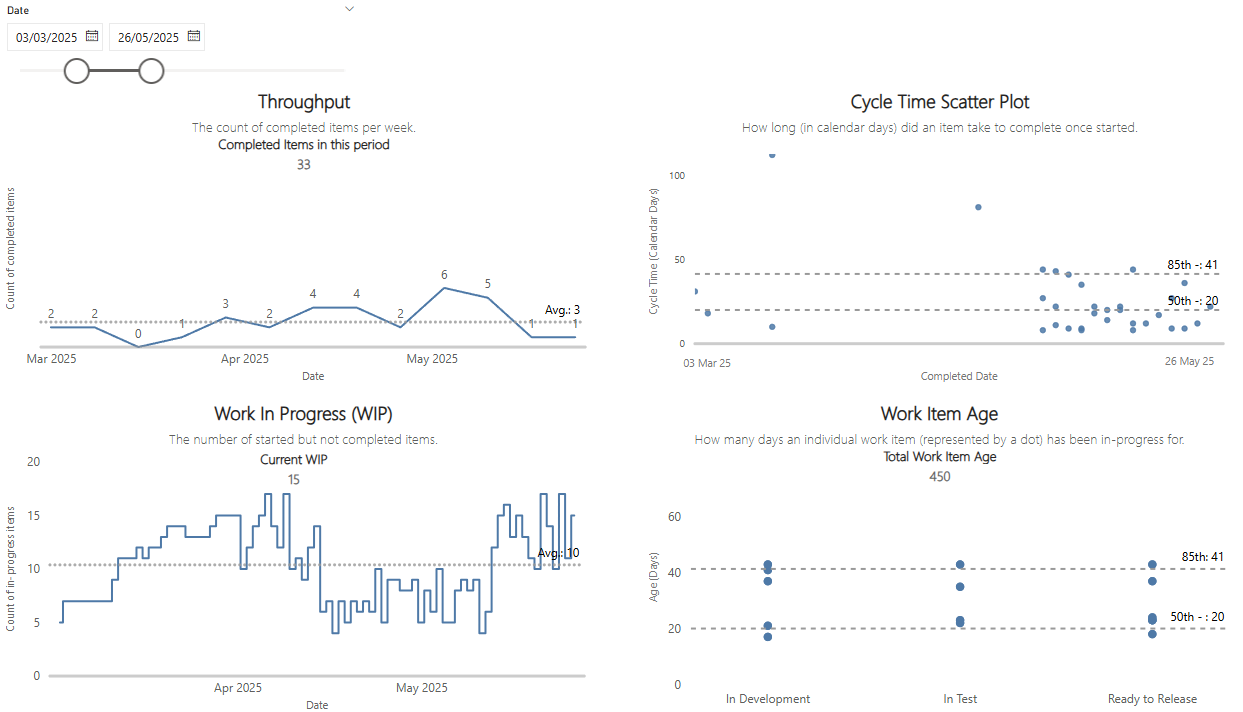 Date
03/03/2025 26/05/2025
Throughput
The count of completed items per week.
Completed Items in this period
33
Count of completed items
2 2 0 1 3 2 4 4 2 6 5 1 1
Avg.: 3
Mar 2025 Apr 2025 May 2025
Date
Cycle Time Scatter Plot
How long (in calendar days) did an item take to complete once started.
Cycle Time (Calendar Days)
100
50
0
85th -: 41
50th -: 20
03 Mar 25 26 May 25
Completed Date
Work In Progress (WIP)
The number of started but not completed items.
Current WIP
15
Count of in-progress items
20
15
10
5
0
Avg.: 10
Apr 2025 May 2025
Date
Work Item Age
How many days an individual work item (represented by a dot) has been in-progress for.
Total Work Item Age
450
Age (Days)
60
40
20
0
85th: 41
50th - : 20
In Development In Test Ready to Release